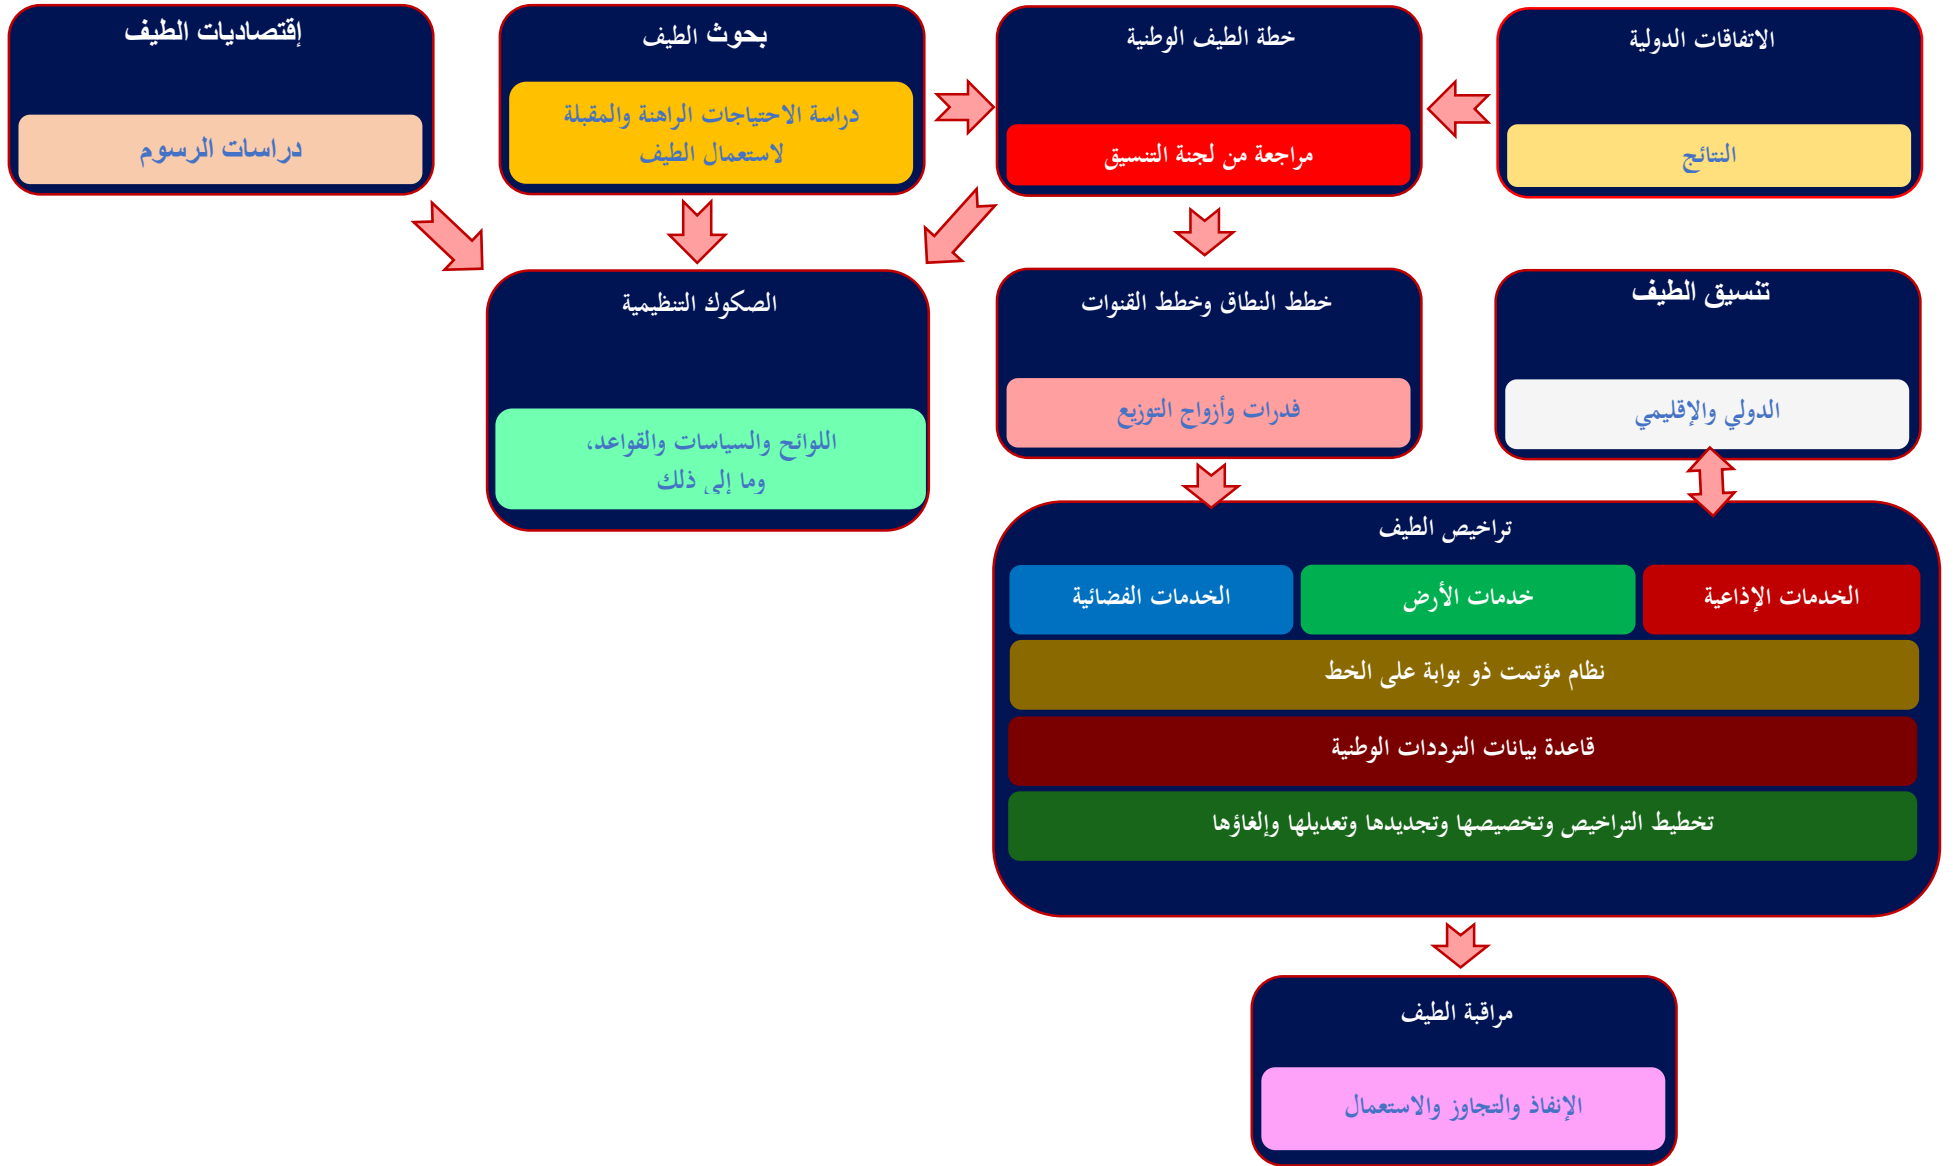 الاتفاقات الدولية
النتائج
خطة الطيف الوطنية
مراجعة من لجنة التنسيق
بحوث الطيف
دراسة الاحتياجات الراهنة والمقبلة
لاستعمال الطيف
إقتصاديات الطيف
دراسات الرسوم
تنسيق الطيف
الدولي والإقليمي
خطط النطاق وخطط القنوات
فدرات وأزواج التوزيع
الصكوك التنظيمية
اللوائح والسياسات والقواعد،
وما إلى ذلك
تراخيص الطيف
الخدمات الإذاعية
خدمات الأرض
الخدمات الفضائية
نظام مؤتمت ذو بوابة على الخط
قاعدة بيانات الترددات الوطنية
تخطيط التراخيص وتخصيصها وتجديدها وتعديلها وإلغاؤها
مراقبة الطيف
الإنفاذ والتجاوز والاستعمال